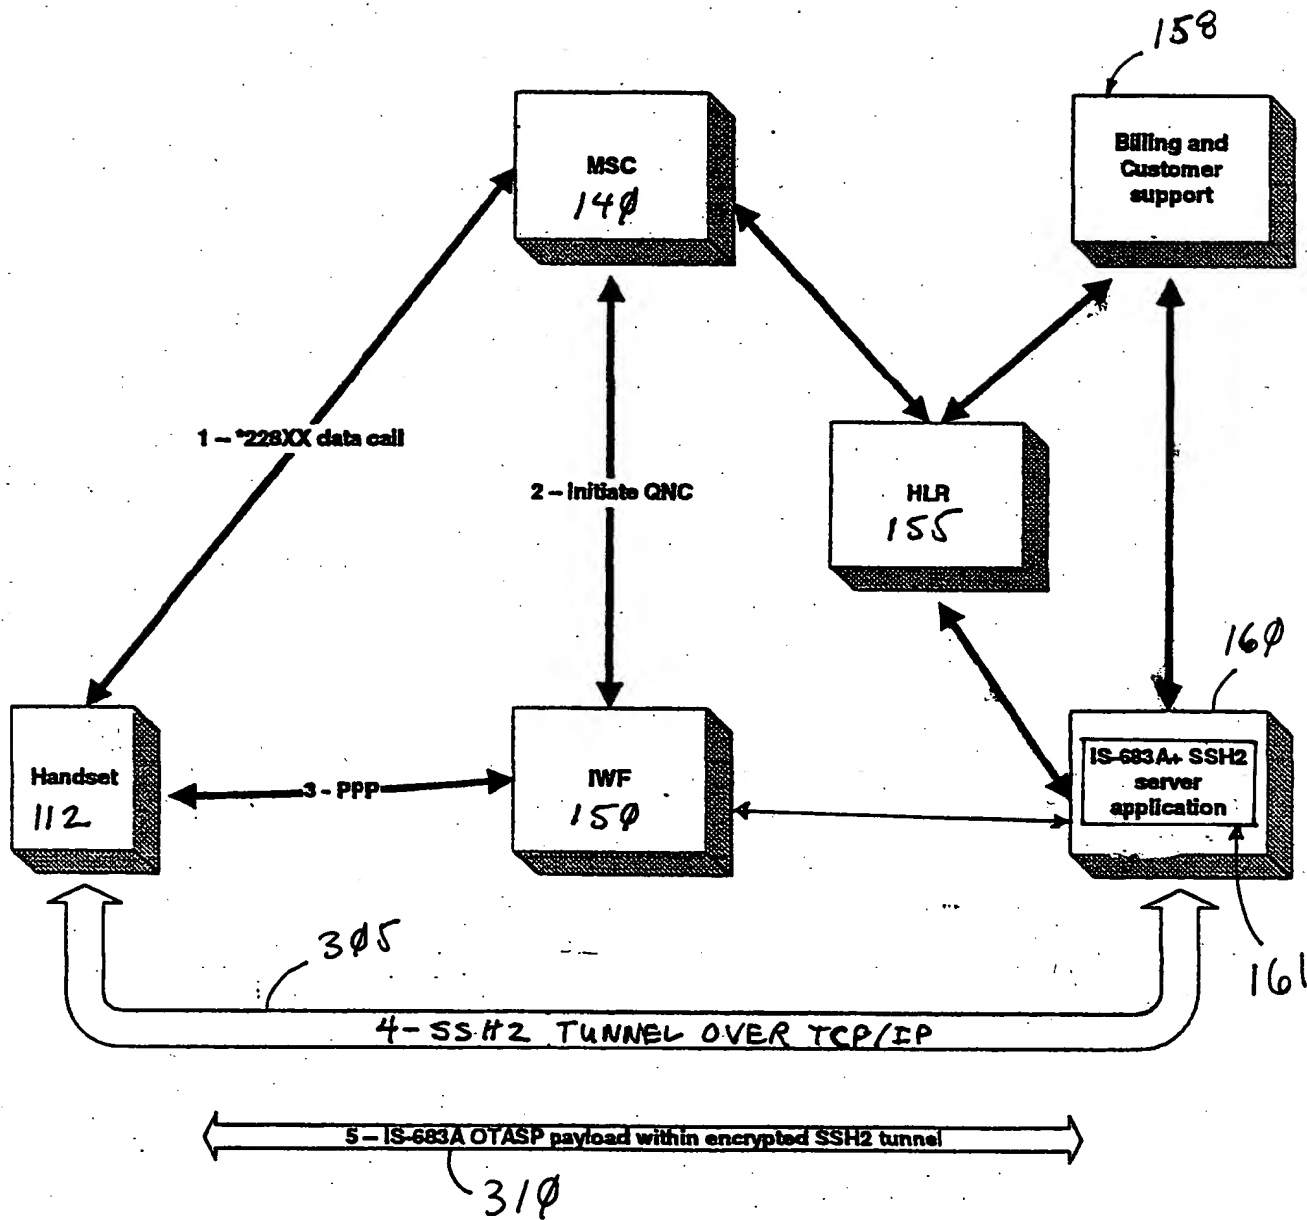 158
MSC
140
Billing and
Customer
support
1 – *228XX data call
2 – Initiate QNC
HLR
155
160
Handset
112
3 - PPP
IWF
150
IS-683A+ SSH2
server
application
161
305
4-SSH2 TUNNEL OVER TCP/IP
5 – IS-683A OTASP payload within encrypted SSH2 tunnel
310